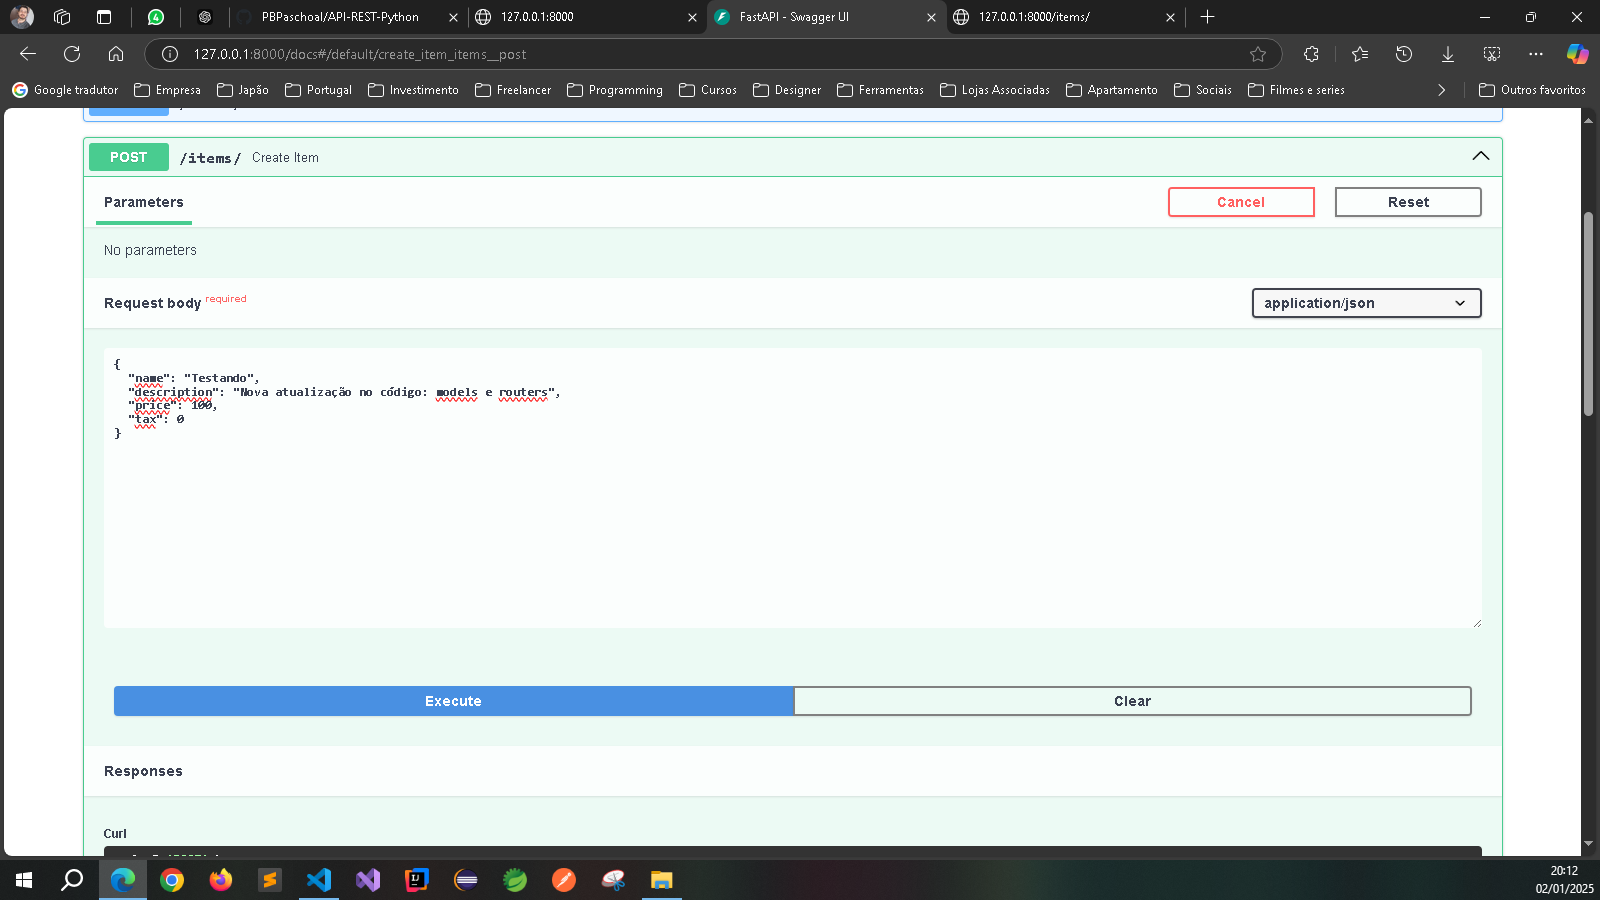 PBPaschoal/API-REST-Python
127.0.0.1:8000
FastAPI - Swagger UI
127.0.0.1:8000/items/
127.0.0.1:8000/docs#/default/create_item_items__post
Google tradutor
Empresa
Japão
Portugal
Investimento
Freelancer
Programming
Cursos
Designer
Ferramentas
Lojas Associadas
Apartamento
Sociais
Filmes e series
Outros favoritos
POST /items/ Create Item
Parameters
Cancel
Reset
No parameters
Request body required
application/json
{
"name": "Testando",
"description": "Nova atualização no código: models e routers",
"price": 100,
"tax": 0
}
Execute
Clear
Responses
Curl
20:12
02/01/2025